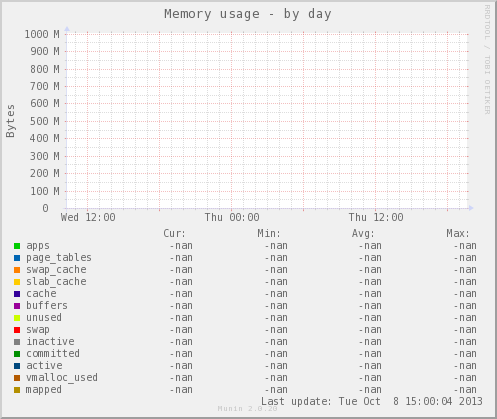 Memory usage - by day
RRDTOOL / TOBI OETIKER
Bytes
1000 M
900 M
800 M
700 M
600 M
500 M
400 M
300 M
200 M
100 M
0
Wed 12:00 Thu 00:00 Thu 12:00
Cur: Min: Avg: Max:
apps -nan -nan -nan -nan
page_tables -nan -nan -nan -nan
swap_cache -nan -nan -nan -nan
slab_cache -nan -nan -nan -nan
cache -nan -nan -nan -nan
buffers -nan -nan -nan -nan
unused -nan -nan -nan -nan
swap -nan -nan -nan -nan
inactive -nan -nan -nan -nan
committed -nan -nan -nan -nan
active -nan -nan -nan -nan
vmalloc_used -nan -nan -nan -nan
mapped -nan -nan -nan -nan
Last update: Tue Oct 8 15:00:04 2013
Munin 2.0.20